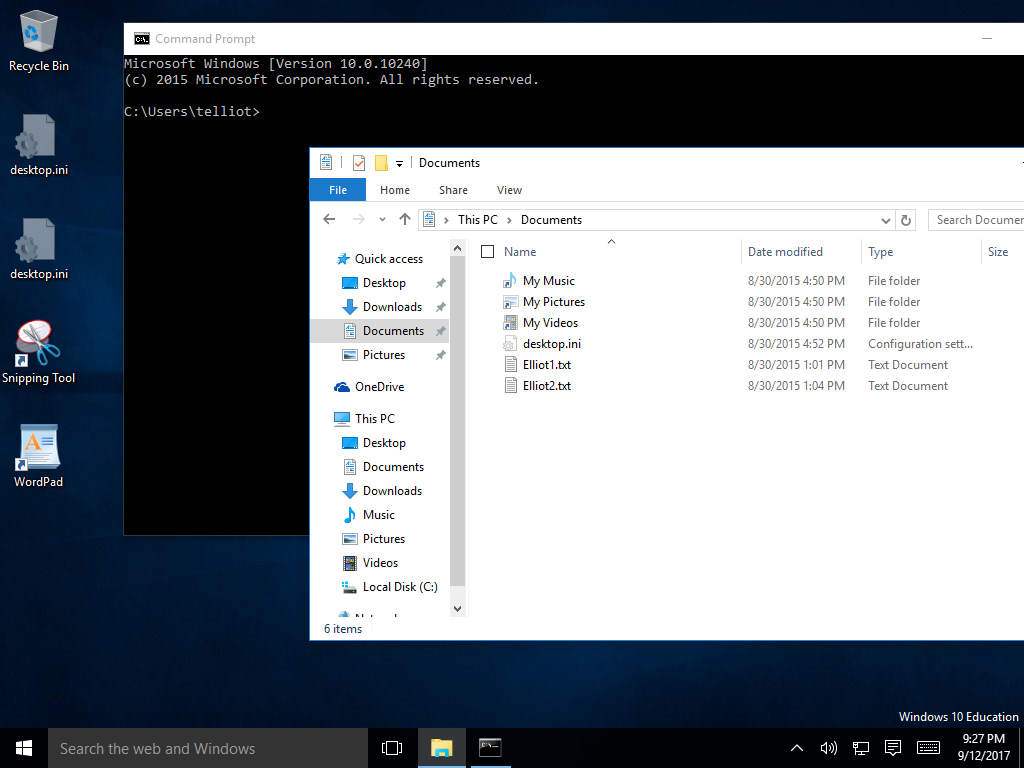 Recycle Bin
desktop.ini
desktop.ini
Snipping Tool
WordPad
Command Prompt
Microsoft Windows [Version 10.0.10240]
(c) 2015 Microsoft Corporation. All rights reserved.
C:\Users\telliot>
Documents
File Home Share View
This PC Documents
Search
Quick access
Desktop
Downloads
Documents
Pictures
OneDrive
This PC
Desktop
Documents
Downloads
Music
Pictures
Videos
Local Disk (C:)
Name Date modified Type Size
My Music 8/30/2015 4:50 PM File folder
My Pictures 8/30/2015 4:50 PM File folder
My Videos 8/30/2015 4:50 PM File folder
desktop.ini 8/30/2015 4:52 PM Configuration sett...
Elliot1.txt 8/30/2015 1:01 PM Text Document
Elliot2.txt 8/30/2015 1:04 PM Text Document
6 items
Windows 10 Education
Search the web and Windows
9:27 PM
9/12/2017